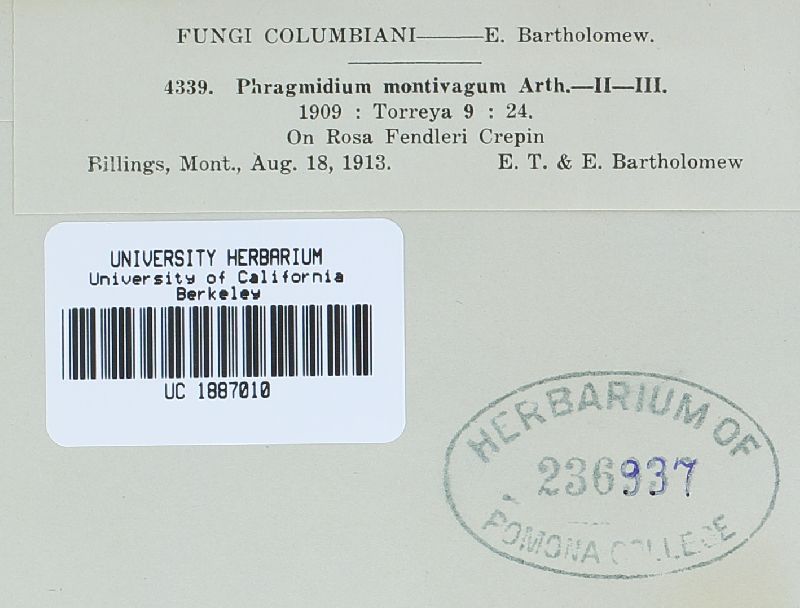 FUNGI COLUMBIANI——E. Bartholomew.
4339. Phragmidium montivagum Arth.—II—III.
1909 : Torreya 9 : 24.
On Rosa Fendleri Crepin
Billings, Mont., Aug. 18, 1913. E. T. & E. Bartholomew
UNIVERSITY HERBARIUM
University of California
Berkeley
UC 1887010
HERBARIUM OF
236937
POMONA COLLEGE